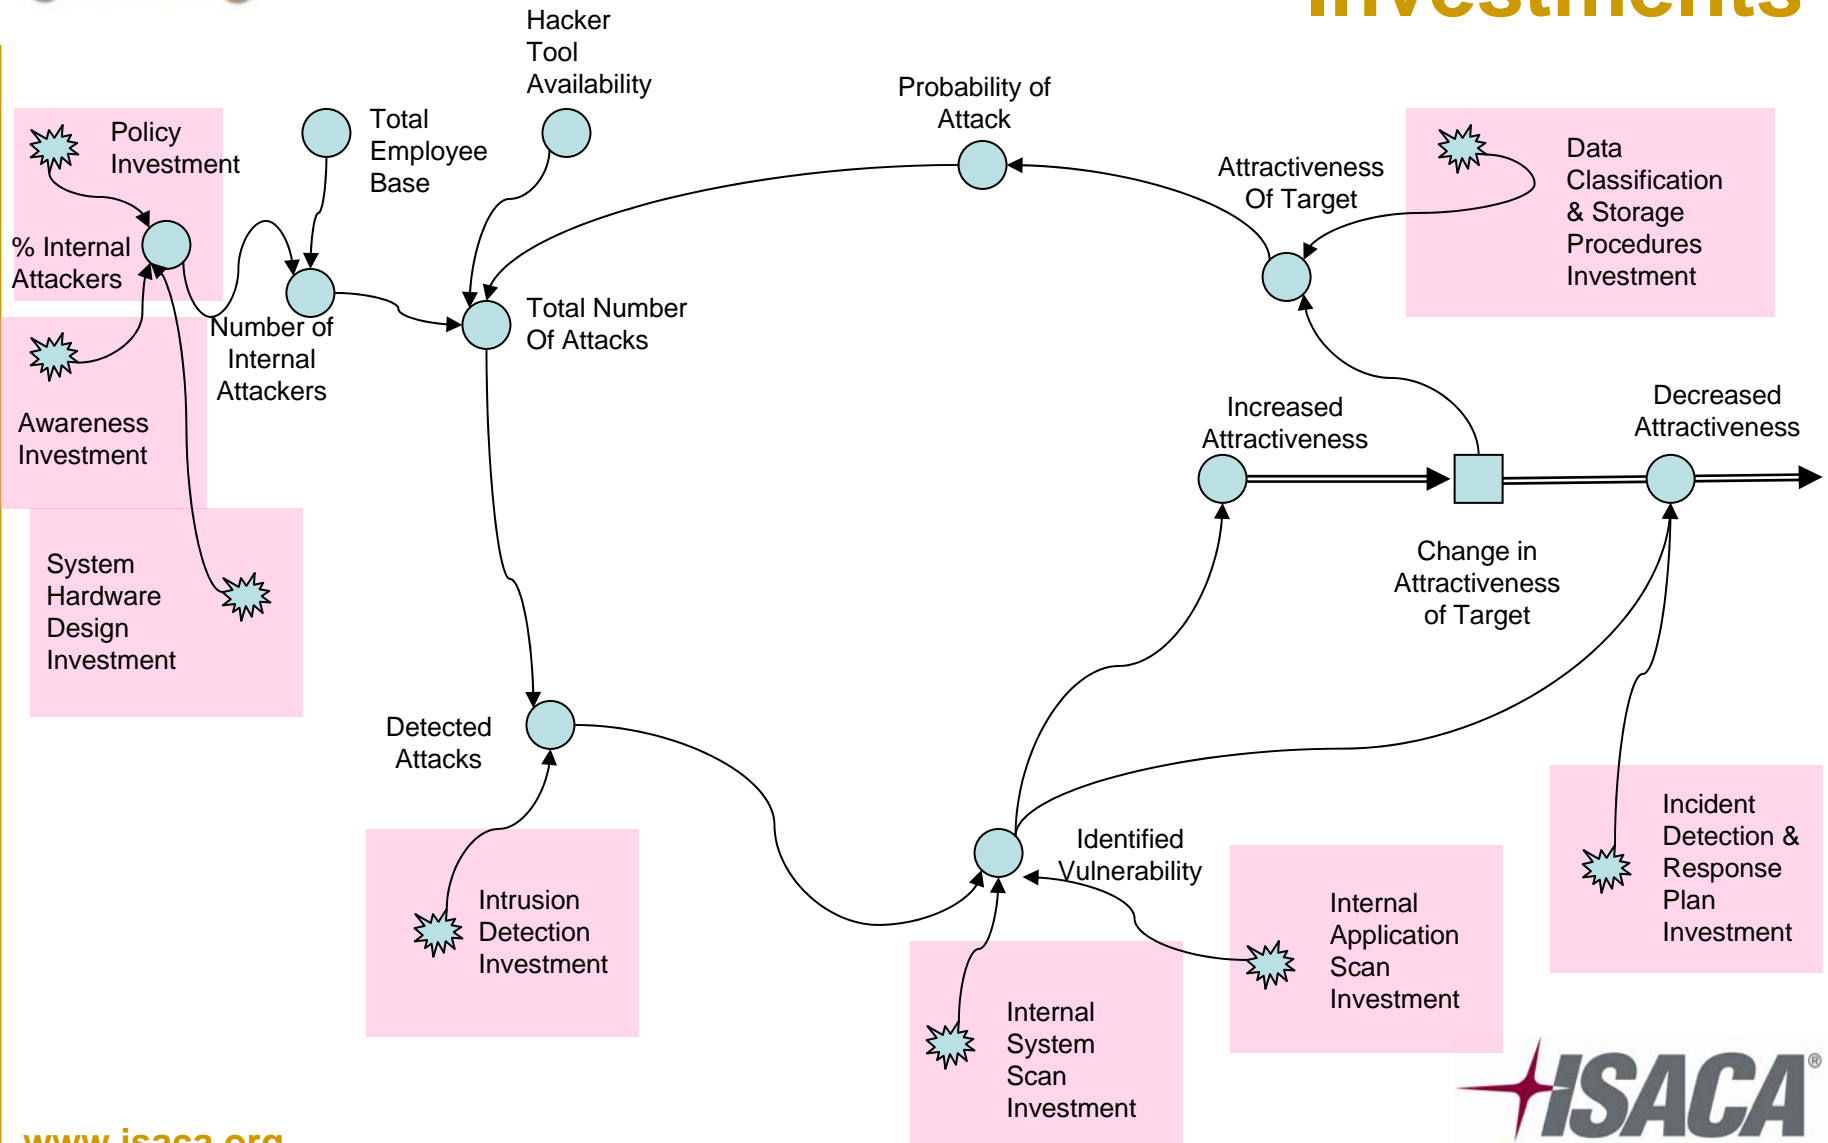 Investments
Hacker
Tool
Availability
Probability of
Attack
Policy
Investment
Total
Employee
Base
Attractiveness
Of Target
Data
Classification
& Storage
Procedures
Investment
% Internal
Attackers
Number of
Internal
Attackers
Total Number
Of Attacks
Awareness
Investment
Increased
Attractiveness
Decreased
Attractiveness
System
Hardware
Design
Investment
Change in
Attractiveness
of Target
Detected
Attacks
Identified
Vulnerability
Incident
Detection &
Response
Plan
Investment
Intrusion
Detection
Investment
Internal
Application
Scan
Investment
Internal
System
Scan
Investment
ISACA®
www.isaca.org